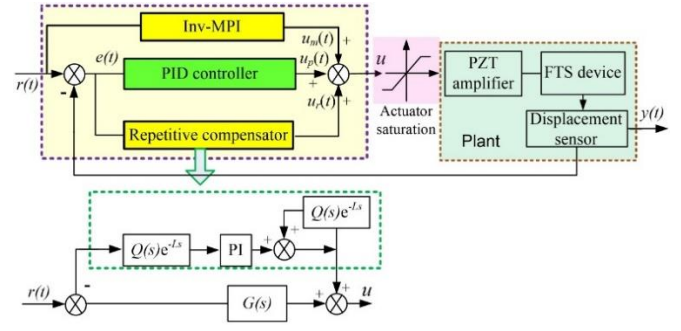 Inv-MPI
e(t)
u_m(t)
+
u_p(t)
r(t)
PID controller
+
u
-
u_r(t)
+
Repetitive compensator
Actuator
saturation
PZT
amplifier
FTS device
Displacement
sensor
y(t)
Plant
Q(s)e^-Ls
+
+
Q(s)e^-Ls
PI
-
+
r(t)
G(s)
+
u